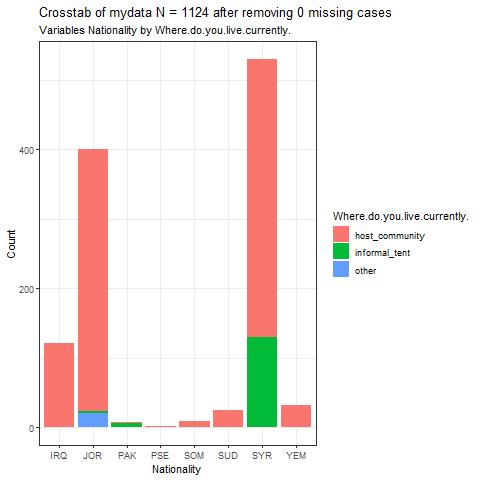 Crosstab of mydata N = 1124 after removing 0 missing cases
Variables Nationality by Where.do.you.live.currently.
400
200
0
Count
IRQ JOR PAK PSE SOM SUD SYR YEM
Nationality
Where.do.you.live.currently.
host_community
informal_tent
other